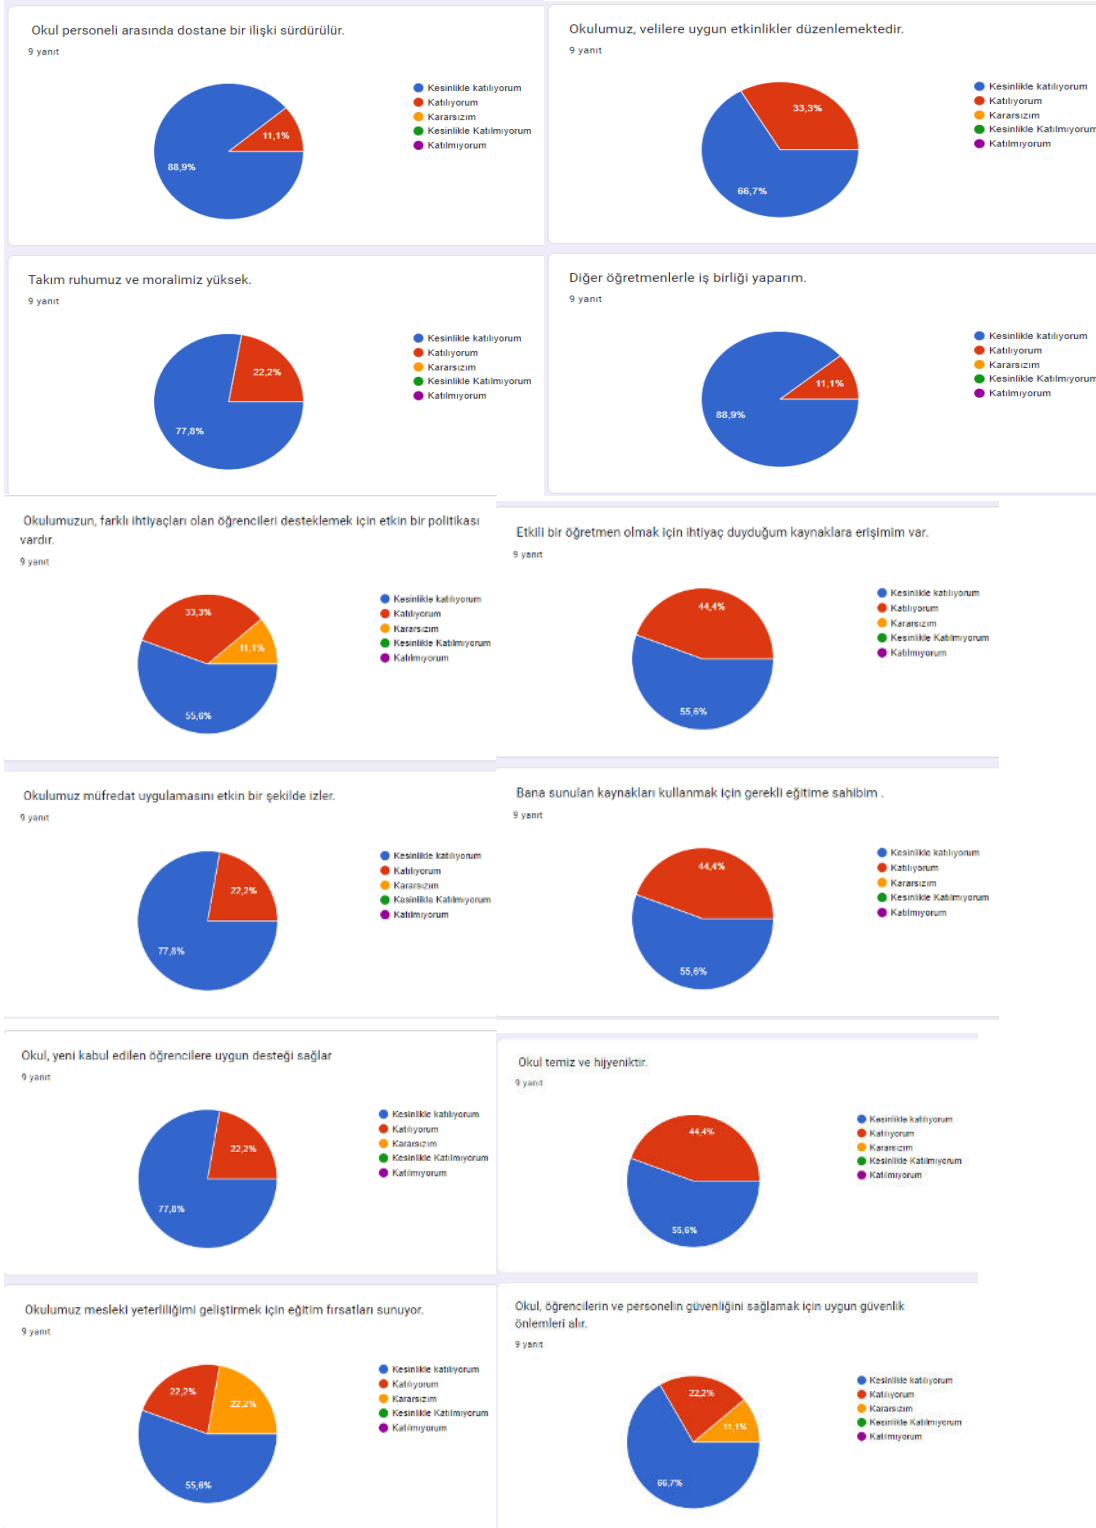 Okul personeli arasında dostane bir ilişki sürdürülür.
9 yanıt
Kesinlikle katılıyorum
Katılıyorum
Kararsızım
Kesinlikle Katılmıyorum
Katılmıyorum
11,1%
88,9%
Okulumuz, velilere uygun etkinlikler düzenlemektedir.
9 yanıt
Kesinlikle katılıyorum
Katılıyorum
Kararsızım
Kesinlikle Katılmıyorum
Katılmıyorum
33,3%
66,7%
Takım ruhumuz ve moralimiz yüksek.
9 yanıt
Kesinlikle katılıyorum
Katılıyorum
Kararsızım
Kesinlikle Katılmıyorum
Katılmıyorum
22,2%
77,8%
Diğer öğretmenlerle iş birliği yaparım.
9 yanıt
Kesinlikle katılıyorum
Katılıyorum
Kararsızım
Kesinlikle Katılmıyorum
Katılmıyorum
11,1%
88,9%
Okulumuzun, farklı ihtiyaçları olan öğrencileri desteklemek için etkin bir politikası
vardır.
9 yanıt
Kesinlikle katılıyorum
Katılıyorum
Kararsızım
Kesinlikle Katılmıyorum
Katılmıyorum
33,3%
11,1%
55,6%
Etkili bir öğretmen olmak için ihtiyaç duyduğum kaynaklara erişimim var.
9 yanıt
Kesinlikle katılıyorum
Katılıyorum
Kararsızım
Kesinlikle Katılmıyorum
Katılmıyorum
44,4%
55,6%
Okulumuz müfredat uygulamasını etkin bir şekilde izler.
9 yanıt
Kesinlikle katılıyorum
Katılıyorum
Kararsızım
Kesinlikle Katılmıyorum
Katılmıyorum
22,2%
77,8%
Bana sunulan kaynakları kullanmak için gerekli eğitime sahibim .
9 yanıt
Kesinlikle katılıyorum
Katılıyorum
Kararsızım
Kesinlikle Katılmıyorum
Katılmıyorum
44,4%
55,6%
Okul, yeni kabul edilen öğrencilere uygun desteği sağlar
9 yanıt
Kesinlikle katılıyorum
Katılıyorum
Kararsızım
Kesinlikle Katılmıyorum
Katılmıyorum
22,2%
77,8%
Okul temiz ve hijyeniktir.
9 yanıt
Kesinlikle katılıyorum
Katılıyorum
Kararsızım
Kesinlikle Katılmıyorum
Katılmıyorum
44,4%
55,6%
Okulumuz mesleki yeterliliğimi geliştirmek için eğitim fırsatları sunuyor.
9 yanıt
Kesinlikle katılıyorum
Katılıyorum
Kararsızım
Kesinlikle Katılmıyorum
Katılmıyorum
22,2%
22,2%
55,6%
Okul, öğrencilerin ve personelin güvenliğini sağlamak için uygun güvenlik
önlemleri alır.
9 yanıt
Kesinlikle katılıyorum
Katılıyorum
Kararsızım
Kesinlikle Katılmıyorum
Katılmıyorum
22,2%
11,1%
66,7%